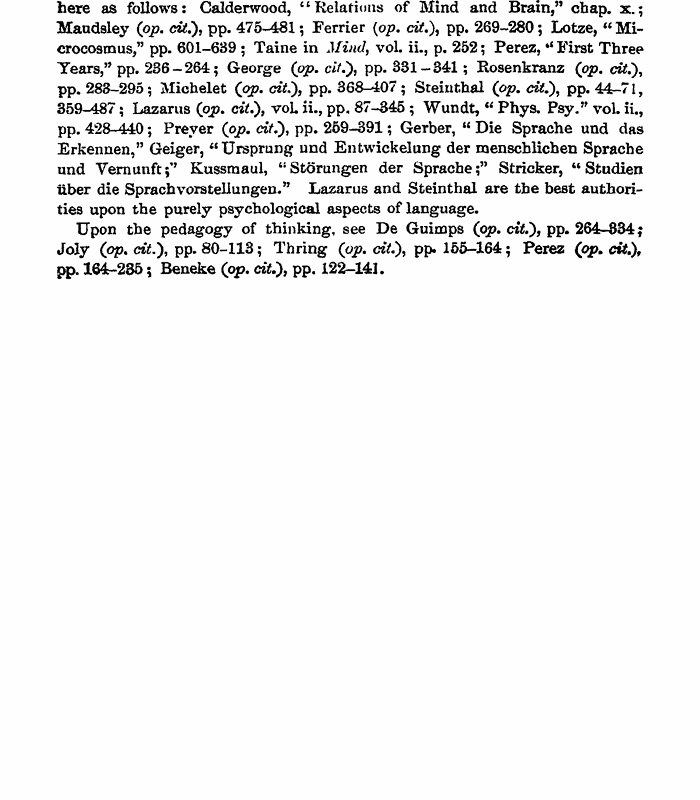 here as follows: Calderwood, "Relations of Mind and Brain," chap. x.;
Maudsley (op. cit.), pp. 475–481; Ferrier (op. cit.), pp. 269–280; Lotze, "Mi-
crocosmus," pp. 601–639; Taine in Mind, vol. ii., p. 252; Perez, "First Three
Years," pp. 236–264; George (op. cit.), pp. 331–341; Rosenkranz (op. cit.),
pp. 283–295; Michelet (op. cit.), pp. 368–407; Steinthal (op. cit.), pp. 44–71,
359–487; Lazarus (op. cit.), vol. ii., pp. 87–345; Wundt, "Phys. Psy." vol. ii.,
pp. 428–440; Preyer (op. cit.), pp. 259–391; Gerber, "Die Sprache und das
Erkennen," Geiger, "Ursprung und Entwickelung der menschlichen Sprache
und Vernunft;" Kussmaul, "Störungen der Sprache;" Stricker, "Studien
über die Sprachvorstellungen." Lazarus and Steinthal are the best authori-
ties upon the purely psychological aspects of language.
Upon the pedagogy of thinking, see De Guimps (op. cit.), pp. 264–334;
Joly (op. cit.), pp. 80–113; Thring (op. cit.), pp. 155–164; Perez (op. cit.),
pp. 164–235; Beneke (op. cit.), pp. 122–141.